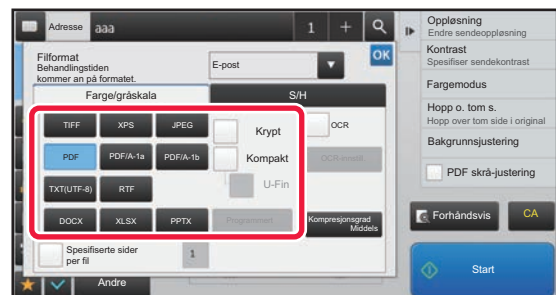 Adresse aaa 1 +
Filformat
Behandlingstiden
kommer an på formatet.
E-post
OK
Farge/gråskala S/H
TIFF XPS JPEG Krypt OCR
PDF PDF/A-1a PDF/A-1b Kompakt
TXT(UTF-8) RTF U-Fin
DOCX XLSX PPTX Programmet Kompresjonsgrad
Middels
Spesifiserte sider
per fil
1
Andre
Oppløsning
Endre sendeoppløsning
Kontrast
Spesifiser sendekontrast
Fargemodus
Hopp o. tom s.
Hopp over tom side i original
Bakgrunnsjustering
PDF skrå-justering
Forhåndsvis CA
Start